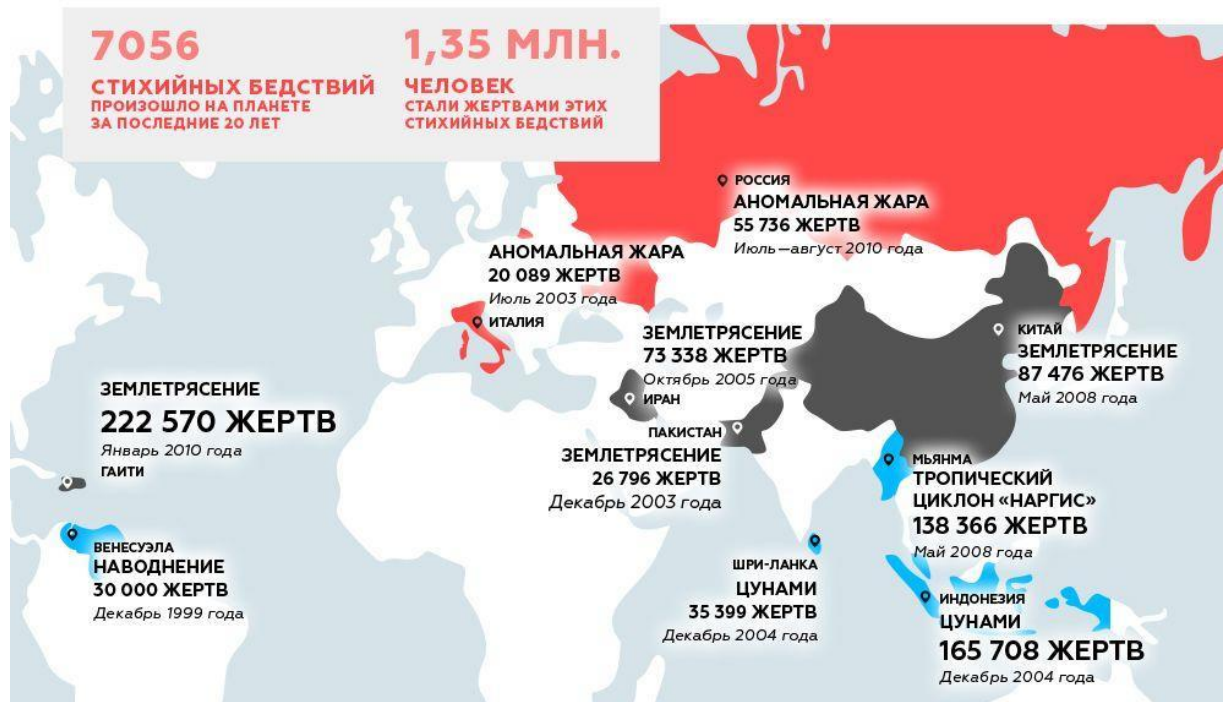 7056
СТИХИЙНЫХ БЕДСТВИЙ
ПРОИЗОШЛО НА ПЛАНЕТЕ
ЗА ПОСЛЕДНИЕ 20 ЛЕТ
1,35 МЛН.
ЧЕЛОВЕК
СТАЛИ ЖЕРТВАМИ ЭТИХ
СТИХИЙНЫХ БЕДСТВИЙ
РОССИЯ
АНОМАЛЬНАЯ ЖАРА
55 736 ЖЕРТВ
Июль—август 2010 года
АНОМАЛЬНАЯ ЖАРА
20 089 ЖЕРТВ
Июль 2003 года
ИТАЛИЯ
ЗЕМЛЕТРЯСЕНИЕ
73 338 ЖЕРТВ
Октябрь 2005 года
ИРАН
КИТАЙ
ЗЕМЛЕТРЯСЕНИЕ
87 476 ЖЕРТВ
Май 2008 года
ЗЕМЛЕТРЯСЕНИЕ
222 570 ЖЕРТВ
Январь 2010 года
ГАИТИ
ПАКИСТАН
ЗЕМЛЕТРЯСЕНИЕ
26 796 ЖЕРТВ
Декабрь 2003 года
МЬЯНМА
ТРОПИЧЕСКИЙ
ЦИКЛОН «НАРГИС»
138 366 ЖЕРТВ
Май 2008 года
ВЕНЕСУЭЛА
НАВОДНЕНИЕ
30 000 ЖЕРТВ
Декабрь 1999 года
ШРИ-ЛАНКА
ЦУНАМИ
35 399 ЖЕРТВ
Декабрь 2004 года
ИНДОНЕЗИЯ
ЦУНАМИ
165 708 ЖЕРТВ
Декабрь 2004 года